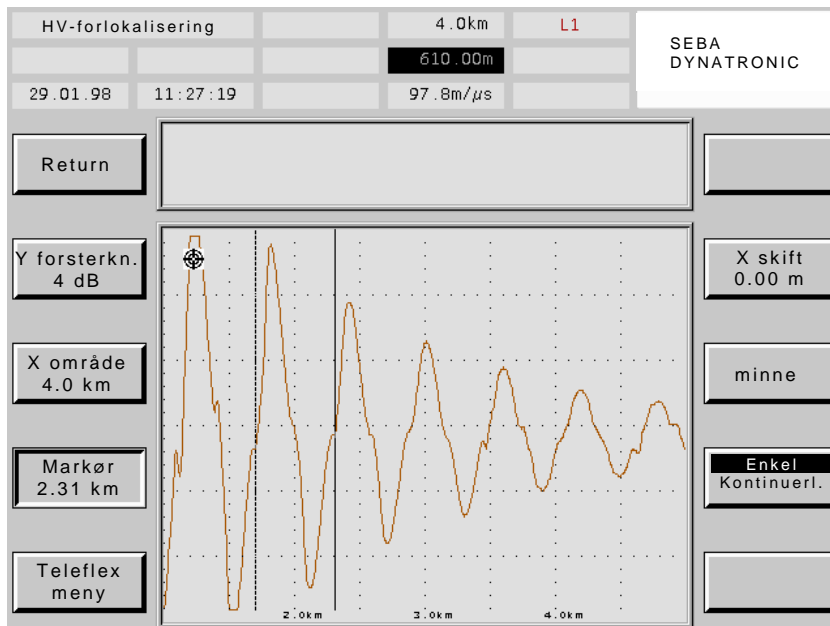 HV-forlokalisering
4.0km
L1
SEBA
DYNATRONIC
610.00m
29.01.98
11:27:19
97.8m/µs
Return
Y forsterkn.
4 dB
X skift
0.00 m
X område
4.0 km
minne
Markør
2.31 km
Enkel
Kontinuerl.
Teleflex
meny
2.0km
3.0km
4.0km